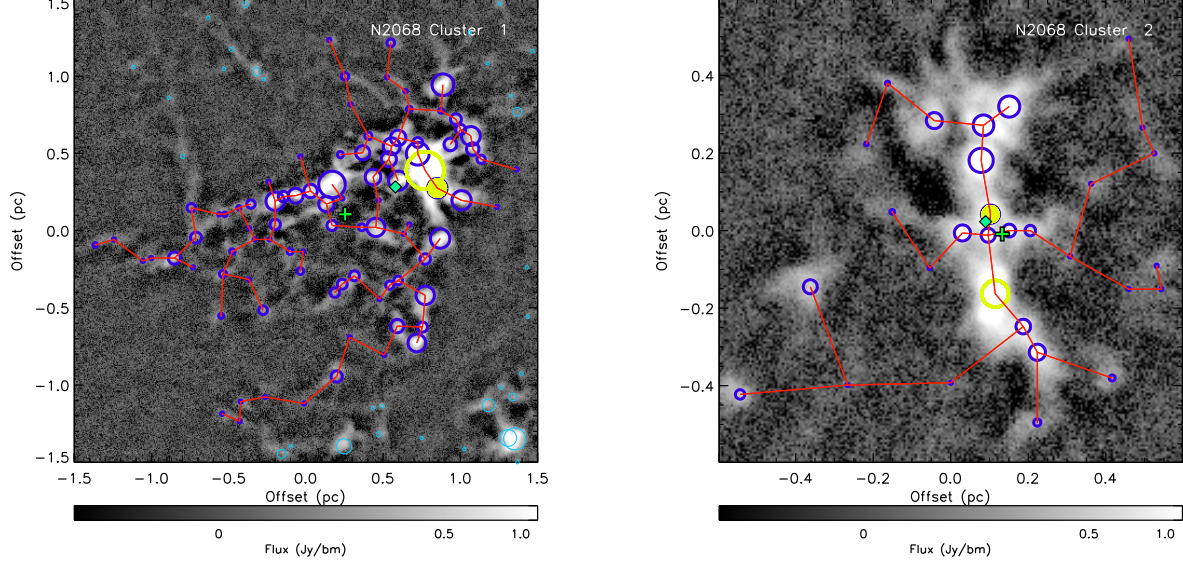 N2068 Cluster 1
1.5
1.0
0.5
0.0
−0.5
−1.0
−1.5
Offset (pc)
−1.5 −1.0 −0.5 0.0 0.5 1.0 1.5
Offset (pc)
0 0.5 1.0
Flux (Jy/bm)
N2068 Cluster 2
0.4
0.2
0.0
−0.2
−0.4
Offset (pc)
−0.4 −0.2 0.0 0.2 0.4
Offset (pc)
0 0.5 1.0
Flux (Jy/bm)